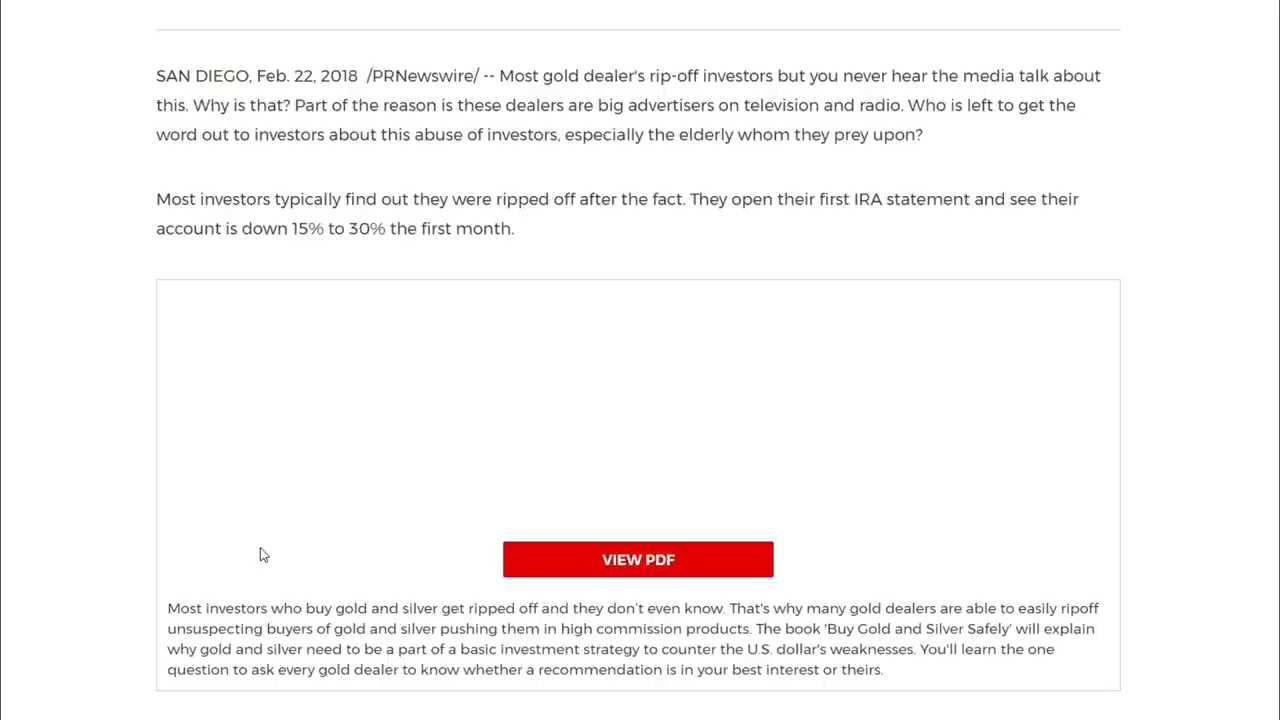 SAN DIEGO, Feb. 22, 2018 /PRNewswire/ -- Most gold dealer's rip-off investors but you never hear the media talk about
this. Why is that? Part of the reason is these dealers are big advertisers on television and radio. Who is left to get the
word out to investors about this abuse of investors, especially the elderly whom they prey upon?
Most investors typically find out they were ripped off after the fact. They open their first IRA statement and see their
account is down 15% to 30% the first month.
VIEW PDF
Most investors who buy gold and silver get ripped off and they don't even know. That's why many gold dealers are able to easily ripoff
unsuspecting buyers of gold and silver pushing them in high commission products. The book 'Buy Gold and Silver Safely' will explain
why gold and silver need to be a part of a basic investment strategy to counter the U.S. dollar's weaknesses. You'll learn the one
question to ask every gold dealer to know whether a recommendation is in your best interest or theirs.